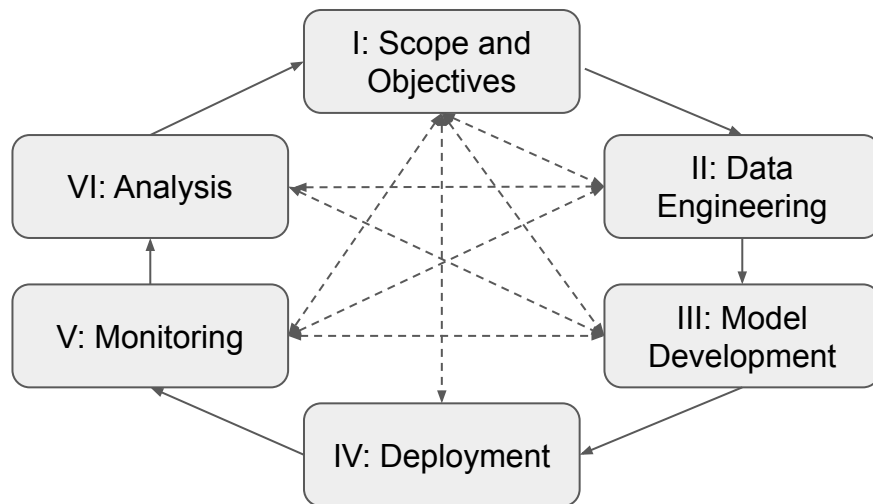 I: Scope and
Objectives
II: Data
Engineering
III: Model
Development
IV: Deployment
V: Monitoring
VI: Analysis